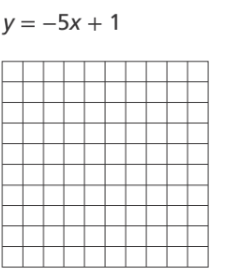 y = −5x + 1